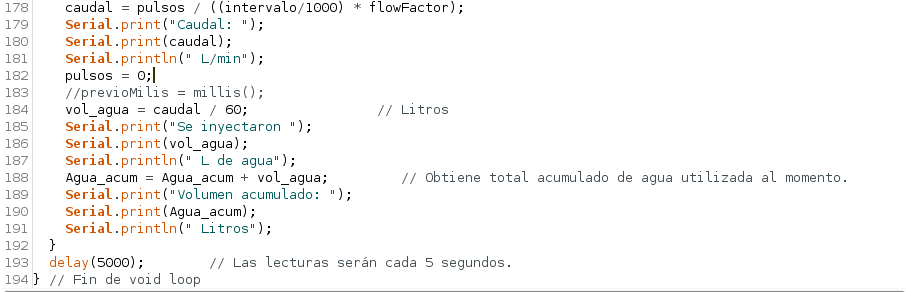 178 caudal = pulsos / ((intervalo/1000) * flowFactor);
179 Serial.print("Caudal: ");
180 Serial.print(caudal);
181 Serial.println(" L/min");
182 pulsos = 0;
183 //previoMilis = millis();
184 vol_agua = caudal / 60; // Litros
185 Serial.print("Se inyectaron ");
186 Serial.print(vol_agua);
187 Serial.println(" L de agua");
188 Agua_acum = Agua_acum + vol_agua; // Obtiene total acumulado de agua utilizada al momento.
189 Serial.print("Volumen acumulado: ");
190 Serial.print(Agua_acum);
191 Serial.println(" Litros");
192 }
193 delay(5000); // Las lecturas serán cada 5 segundos.
194 } // Fin de void loop